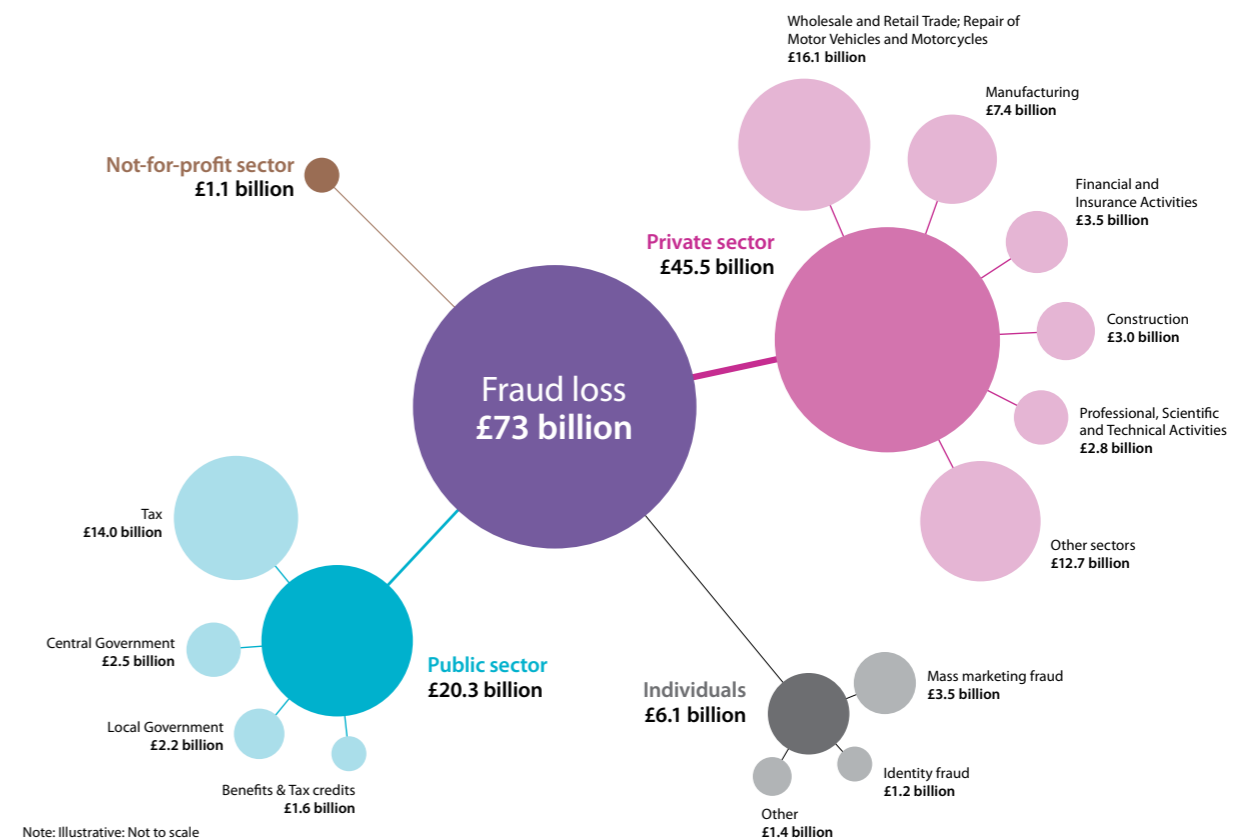 Wholesale and Retail Trade; Repair of
Motor Vehicles and Motorcycles
£16.1 billion
Manufacturing
£7.4 billion
Not-for-profit sector
£1.1 billion
Financial and
Insurance Activities
£3.5 billion
Private sector
£45.5 billion
Construction
£3.0 billion
Fraud loss
£73 billion
Professional, Scientific
and Technical Activities
£2.8 billion
Tax
£14.0 billion
Other sectors
£12.7 billion
Central Government
£2.5 billion
Public sector
£20.3 billion
Individuals
£6.1 billion
Mass marketing fraud
£3.5 billion
Local Government
£2.2 billion
Identity fraud
£1.2 billion
Benefits & Tax credits
£1.6 billion
Other
£1.4 billion
Note: Illustrative: Not to scale